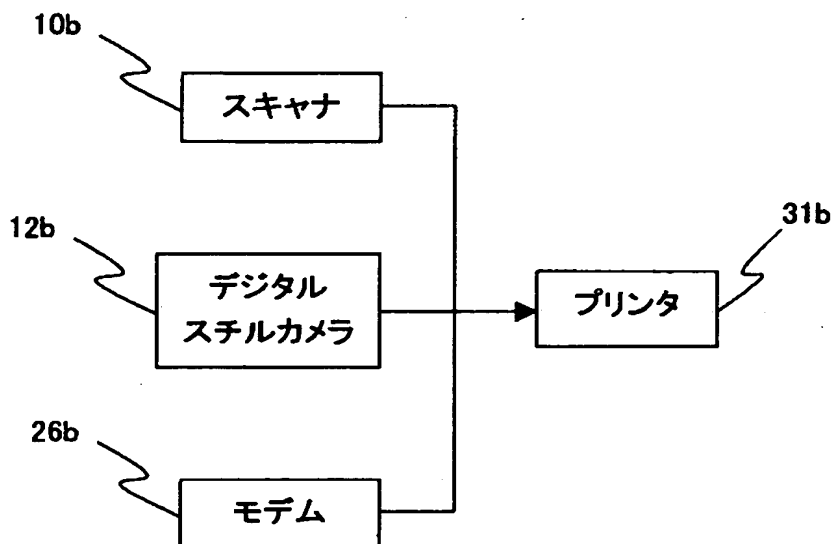 10b
スキャナ
12b
デジタル
スチルカメラ
31b
プリンタ
26b
モデム